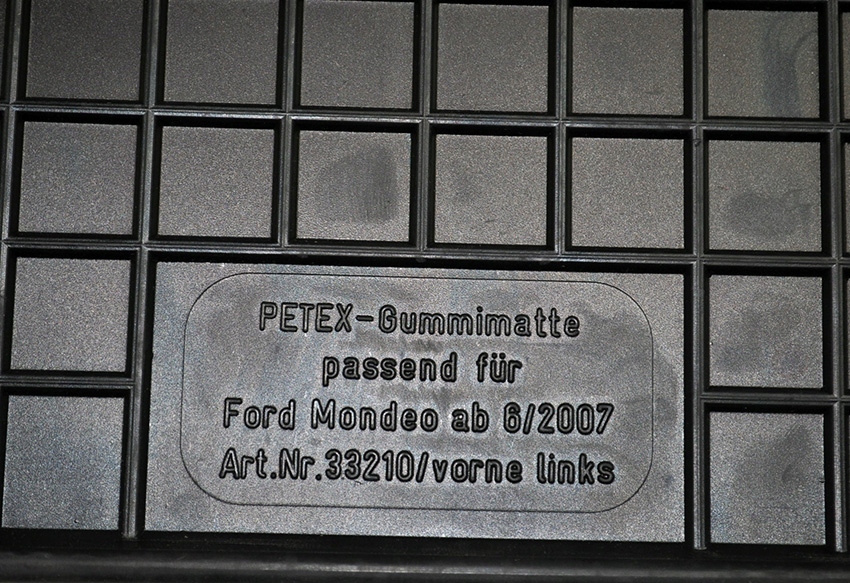 PETEX-Gummimatte
passend für
Ford Mondeo ab 6/2007
Art.Nr.33210/vorne links